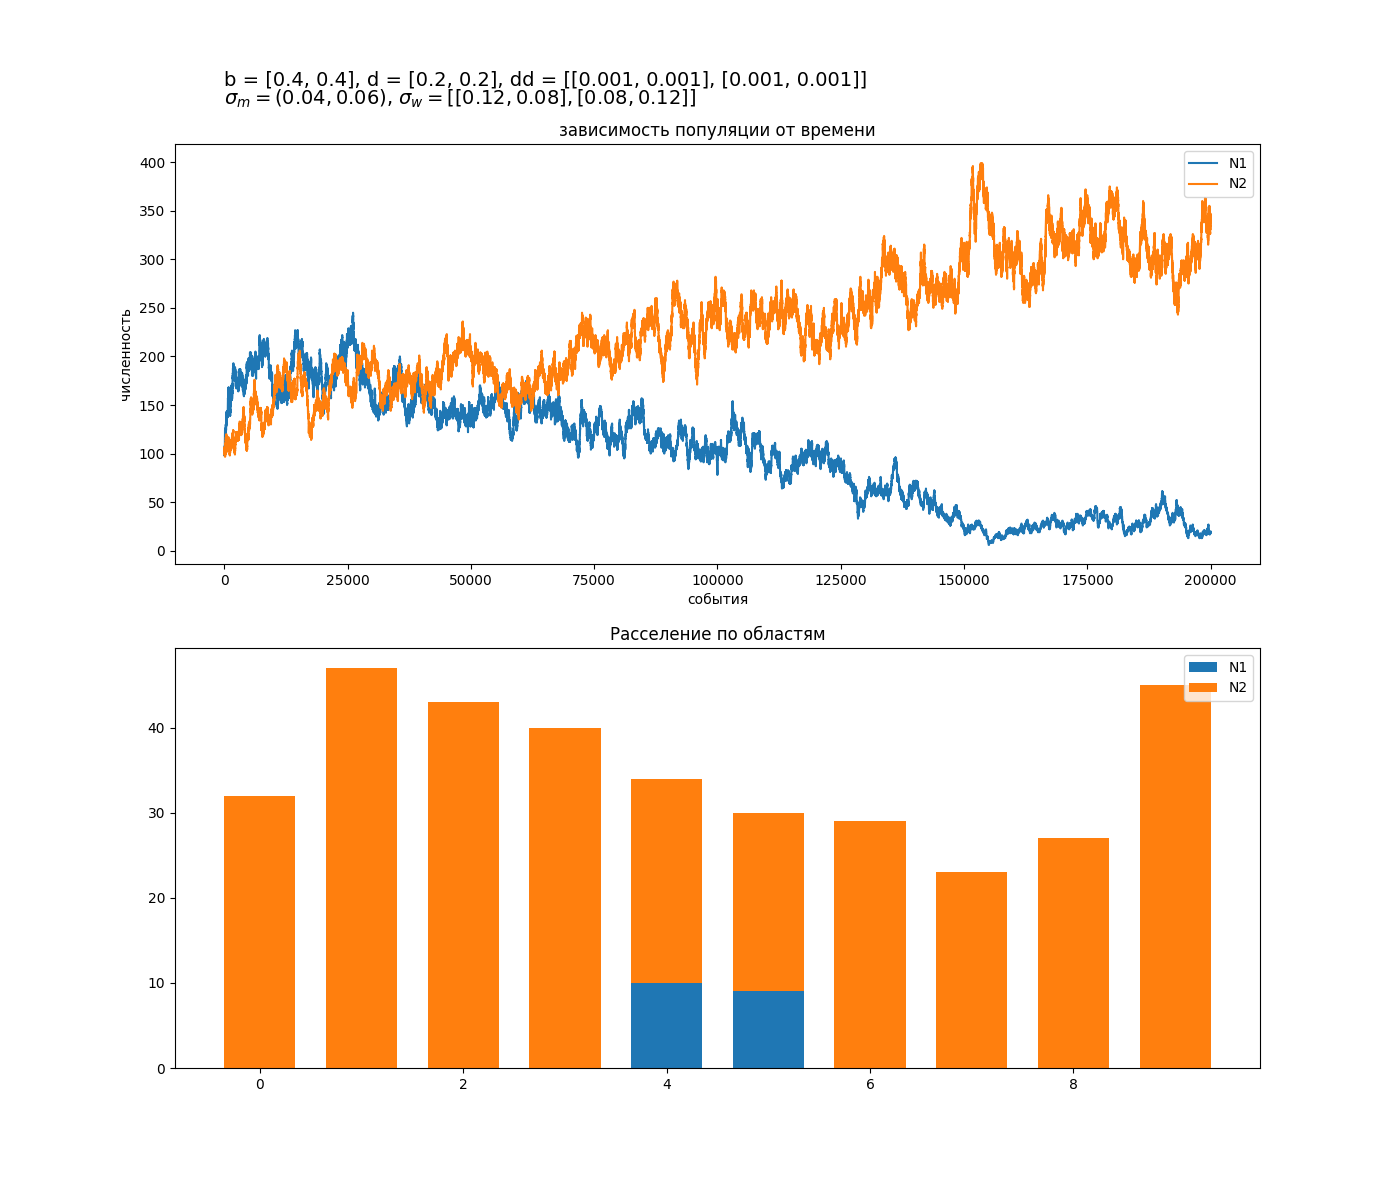 b = [0.4, 0.4], d = [0.2, 0.2], dd = [[0.001, 0.001], [0.001, 0.001]]
σ_m = (0.04, 0.06), σ_w = [[0.12, 0.08], [0.08, 0.12]]
зависимость популяции от времени
400
350
300
250
200
150
100
50
0
численность
N1
N2
0
25000
50000
75000
100000
125000
150000
175000
200000
события
Расселение по областям
40
30
20
10
0
N1
N2
0
2
4
6
8